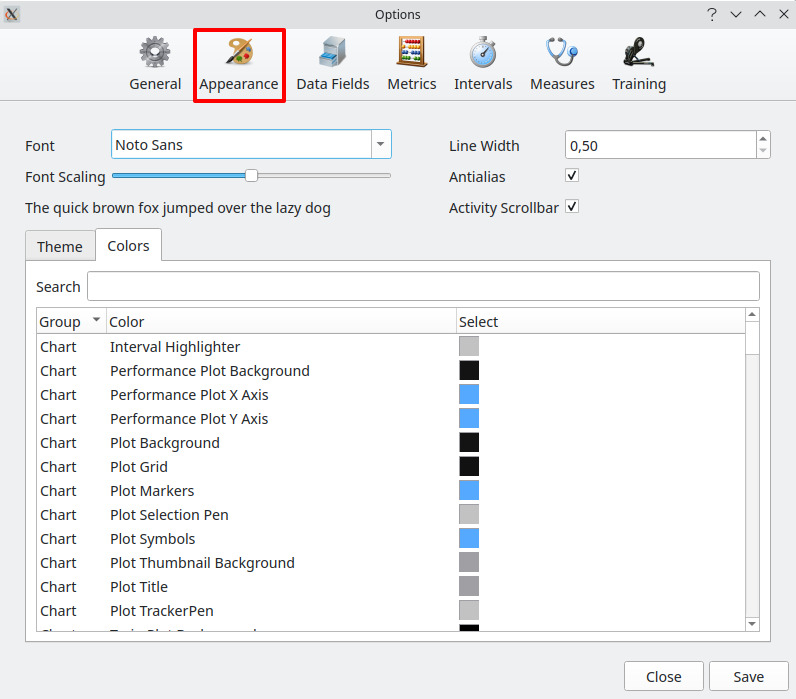 Options
General Appearance Data Fields Metrics Intervals Measures Training
Font Noto Sans Line Width 0,50
Font Scaling Antialias
The quick brown fox jumped over the lazy dog Activity Scrollbar
Theme Colors
Search
Group Color Select
Chart Interval Highlighter
Chart Performance Plot Background
Chart Performance Plot X Axis
Chart Performance Plot Y Axis
Chart Plot Background
Chart Plot Grid
Chart Plot Markers
Chart Plot Selection Pen
Chart Plot Symbols
Chart Plot Thumbnail Background
Chart Plot Title
Chart Plot TrackerPen
Close Save